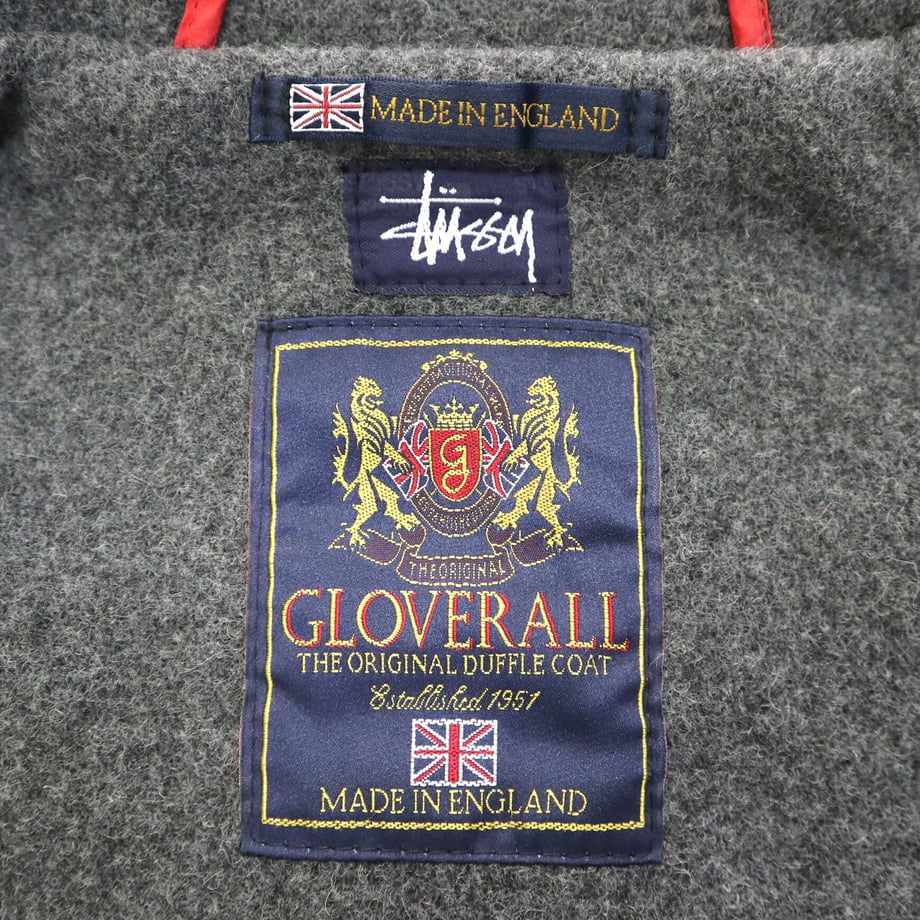 MADE IN ENGLAND
Stüssy
g
THE ORIGINAL
GLOVERALL
THE ORIGINAL DUFFLE COAT
Established 1951
MADE IN ENGLAND